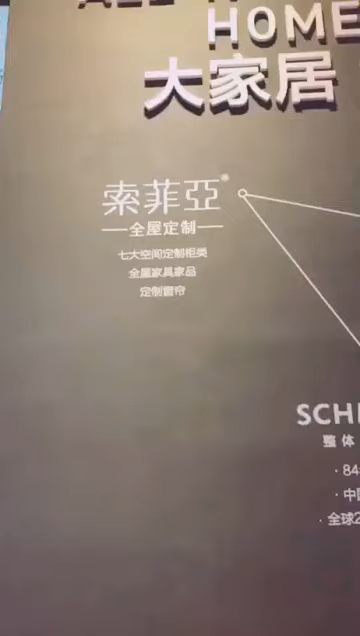 HOME
大家居
索菲亞®
全屋定制
七大空间定制柜类
全屋家具家品
定制窗帘
SCH
整体
·84
·中
·全球2